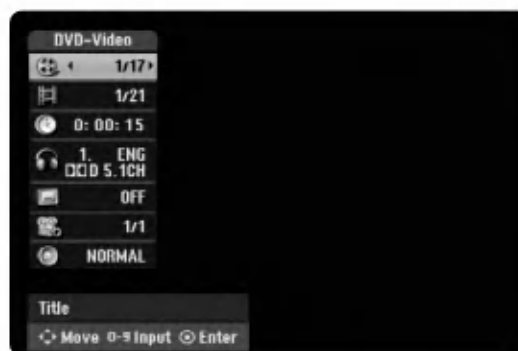 DVD-Video
1/17
1/21
0: 00: 15
1. ENG
D 5.1CH
OFF
1/1
NORMAL
Title
Move 0-9 Input Enter